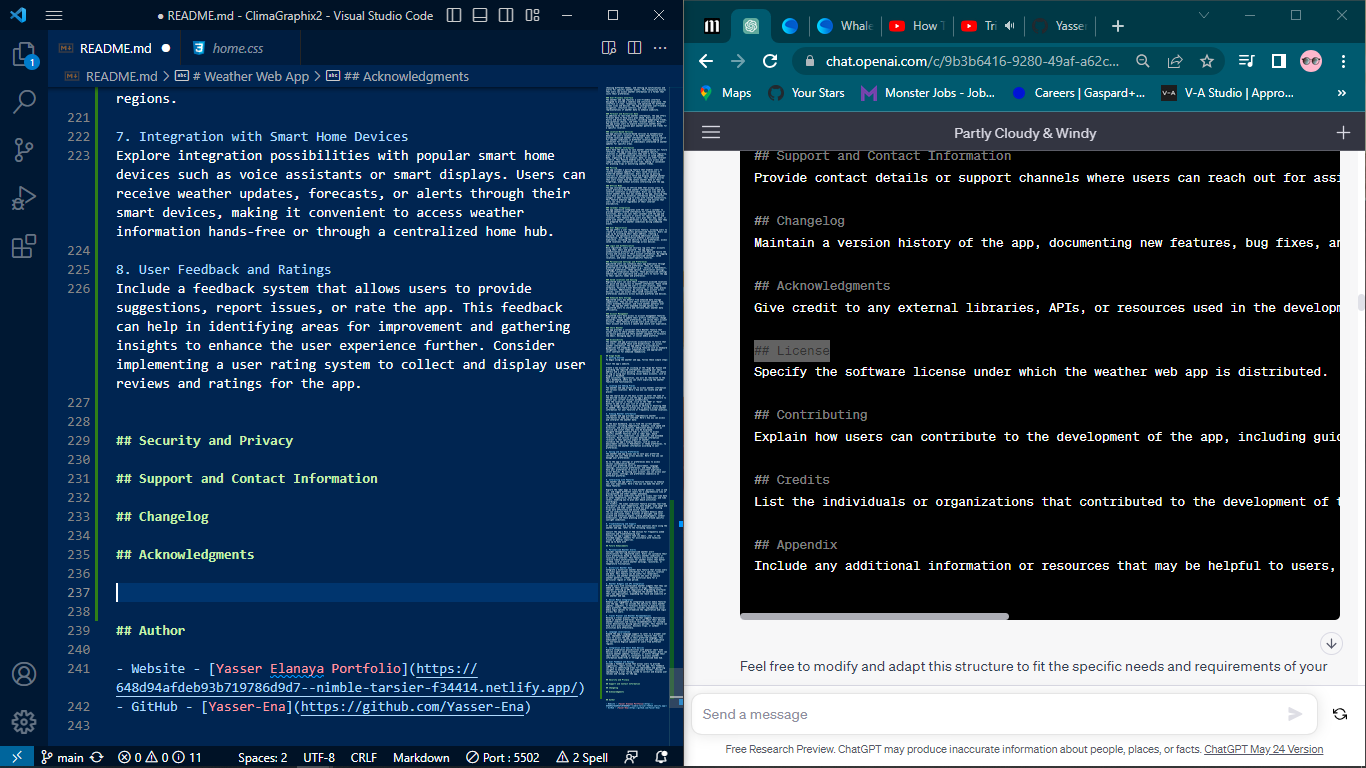 ● README.md - ClimaGraphix2 - Visual Studio Code
README.md ●
home.css
README.md > # Weather Web App > ## Acknowledgments
regions.
221
222 7. Integration with Smart Home Devices
223 Explore integration possibilities with popular smart home
devices such as voice assistants or smart displays. Users can
receive weather updates, forecasts, or alerts through their
smart devices, making it convenient to access weather
information hands-free or through a centralized home hub.
224
225 8. User Feedback and Ratings
226 Include a feedback system that allows users to provide
suggestions, report issues, or rate the app. This feedback
can help in identifying areas for improvement and gathering
insights to enhance the user experience further. Consider
implementing a user rating system to collect and display user
reviews and ratings for the app.
227
228
229 ## Security and Privacy
230
231 ## Support and Contact Information
232
233 ## Changelog
234
235 ## Acknowledgments
236
237
238
239 ## Author
240
241 - Website - [Yasser Elanaya Portfolio](https://
648d94afdeb93b719786d9d7--nimble-tarsier-f34414.netlify.app/)
242 - GitHub - [Yasser-Ena](https://github.com/Yasser-Ena)
243
1
main 0 0 11 Spaces: 2 UTF-8 CRLF Markdown Port : 5502 2 Spell
m
Whale
How T
Tri
Yasser
chat.openai.com/c/9b3b6416-9280-49af-a62c...
Maps
Your Stars
Monster Jobs - Job...
Careers | Gaspard+...
V-A
V-A Studio | Appro...
»
Partly Cloudy & Windy
## Support and Contact Information
Provide contact details or support channels where users can reach out for assi
## Changelog
Maintain a version history of the app, documenting new features, bug fixes, an
## Acknowledgments
Give credit to any external libraries, APIs, or resources used in the developm
## License
Specify the software license under which the weather web app is distributed.
## Contributing
Explain how users can contribute to the development of the app, including guid
## Credits
List the individuals or organizations that contributed to the development of t
## Appendix
Include any additional information or resources that may be helpful to users,
Feel free to modify and adapt this structure to fit the specific needs and requirements of your
Send a message
Free Research Preview. ChatGPT may produce inaccurate information about people, places, or facts. ChatGPT May 24 Version